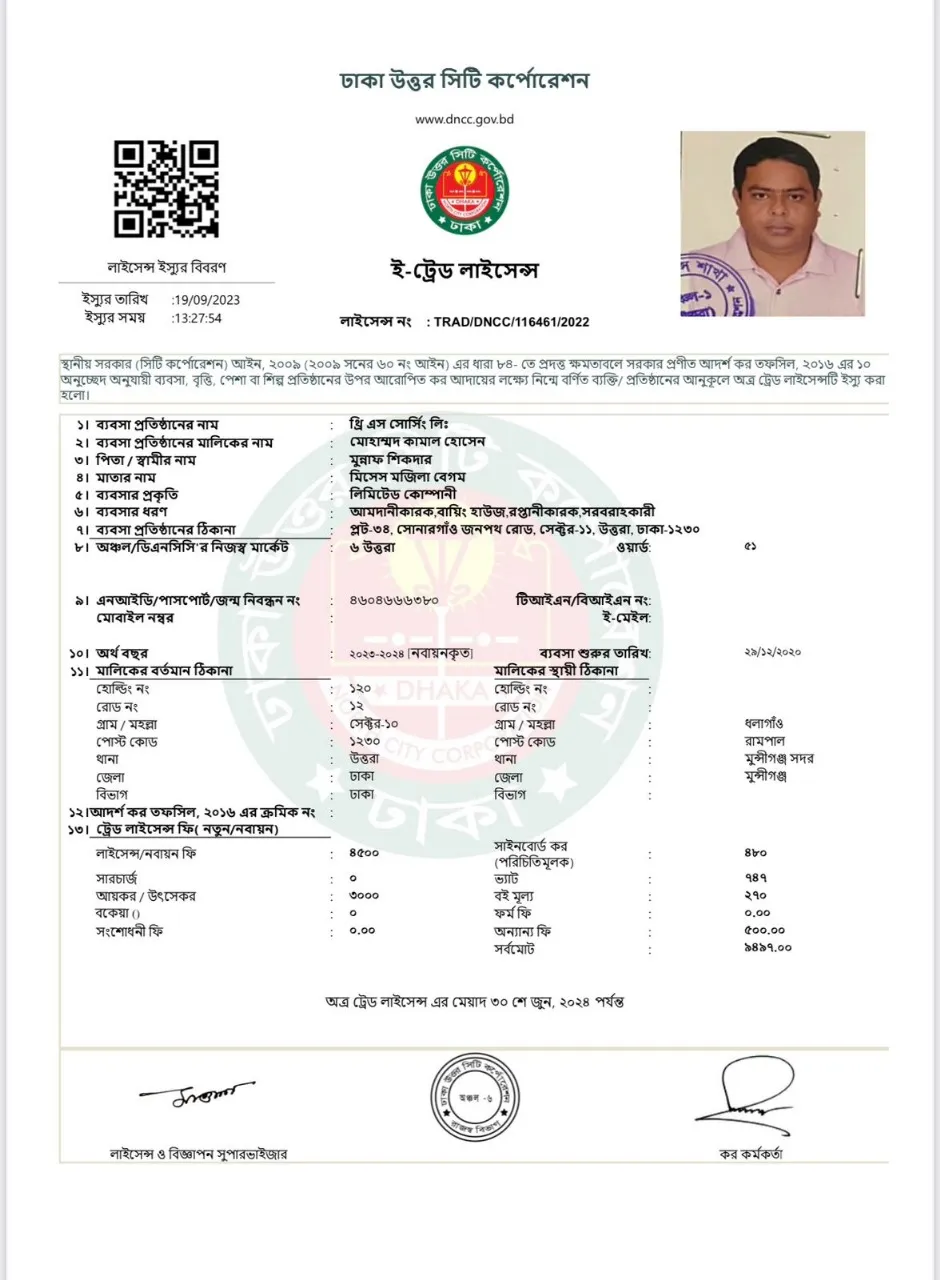 ঢাকা উত্তর সিটি কর্পোরেশন
www.dncc.gov.bd
ঢাকা উত্তর সিটি কর্পোরেশন
DHAKA
ঢাকা
লাইসেন্স ইস্যুর বিবরণ
ই-ট্রেড লাইসেন্স
ইস্যুর তারিখ :19/09/2023
ইস্যুর সময় :13:27:54
লাইসেন্স নং : TRAD/DNCC/116461/2022
স্থানীয় সরকার (সিটি কর্পোরেশন) আইন, ২০০৯ (২০০৯ সনের ৬০ নং আইন) এর ধারা ৮৪- তে প্রদত্ত ক্ষমতাবলে সরকার প্রণীত আদর্শ কর তফসিল, ২০১৬ এর ১০
অনুচ্ছেদ অনুযায়ী ব্যবসা, বৃত্তি, পেশা বা শিল্প প্রতিষ্ঠানের উপর আরোপিত কর আদায়ের লক্ষ্যে নিম্নে বর্ণিত ব্যক্তি/ প্রতিষ্ঠানের অনুকূলে অত্র ট্রেড লাইসেন্সটি ইস্যু করা
হলো।
১। ব্যবসা প্রতিষ্ঠানের নাম : থ্রি এস সোর্সিং লিঃ
২। ব্যবসা প্রতিষ্ঠানের মালিকের নাম : মোহাম্মদ কামাল হোসেন
৩। পিতা / স্বামীর নাম : মুন্নাফ শিকদার
৪। মাতার নাম : মিসেস মজিলা বেগম
৫। ব্যবসার প্রকৃতি : লিমিটেড কোম্পানী
৬। ব্যবসার ধরণ : আমদানীকারক,বায়িং হাউজ,রপ্তানীকারক,সরবরাহকারী
৭। ব্যবসা প্রতিষ্ঠানের ঠিকানা : প্লট-৩৪, সোনারগাঁও জনপথ রোড, সেক্টর-১১, উত্তরা, ঢাকা-১২৩০
৮। অঞ্চল/ডিএনসিসি'র নিজস্ব মার্কেট : ৬ উত্তরা ওয়ার্ড: ৫১
৯। এনআইডি/পাসপোর্ট/জন্ম নিবন্ধন নং : ৪৬০৪৬৬৬৩৮০ টিআইএন/বিআইএন নং:
মোবাইল নম্বর : ই-মেইল:
১০। অর্থ বছর : ২০২৩-২০২৪ [নবায়নকৃত] ব্যবসা শুরুর তারিখ: ২৯/১২/২০২০
১১। মালিকের বর্তমান ঠিকানা মালিকের স্থায়ী ঠিকানা
হোল্ডিং নং : ১২০ হোল্ডিং নং :
রোড নং : ১২ রোড নং :
গ্রাম / মহল্লা : সেক্টর-১০ গ্রাম / মহল্লা : ধলাগাঁও
পোস্ট কোড : ১২৩০ পোস্ট কোড : রামপাল
থানা : উত্তরা থানা : মুন্সীগঞ্জ সদর
জেলা : ঢাকা জেলা : মুন্সীগঞ্জ
বিভাগ : ঢাকা বিভাগ :
১২।আদর্শ কর তফসিল, ২০১৬ এর ক্রমিক নং :
১৩। ট্রেড লাইসেন্স ফি( নতুন/নবায়ন)
লাইসেন্স/নবায়ন ফি : ৪৫০০ সাইনবোর্ড কর (পরিচিতিমূলক) : ৪৮০
সারচার্জ : ০ ভ্যাট : ৭৪৭
আয়কর / উৎসেকর : ৩০০০ বই মূল্য : ২৭০
বকেয়া () : ০ ফর্ম ফি : ০.০০
সংশোধনী ফি : ০.০০ অন্যান্য ফি : ৫০০.০০
সর্বমোট : ৯৪৯৭.০০
অত্র ট্রেড লাইসেন্স এর মেয়াদ ৩০ শে জুন, ২০২৪ পর্যন্ত
ঢাকা উত্তর সিটি কর্পোরেশন
অঞ্চল -৬
রাজস্ব বিভাগ
লাইসেন্স ও বিজ্ঞাপন সুপারভাইজার
কর কর্মকর্তা